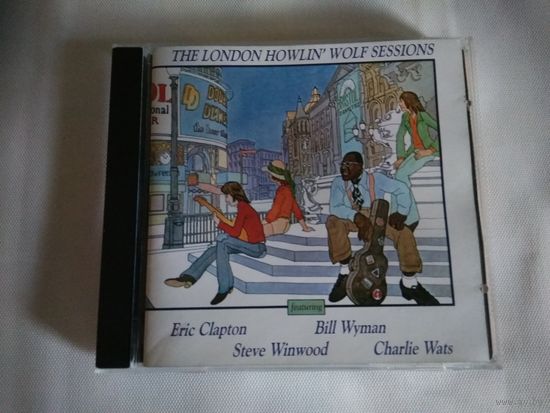 THE LONDON HOWLIN' WOLF SESSIONS
featuring
Eric Clapton
Bill Wyman
Steve Winwood
Charlie Wats